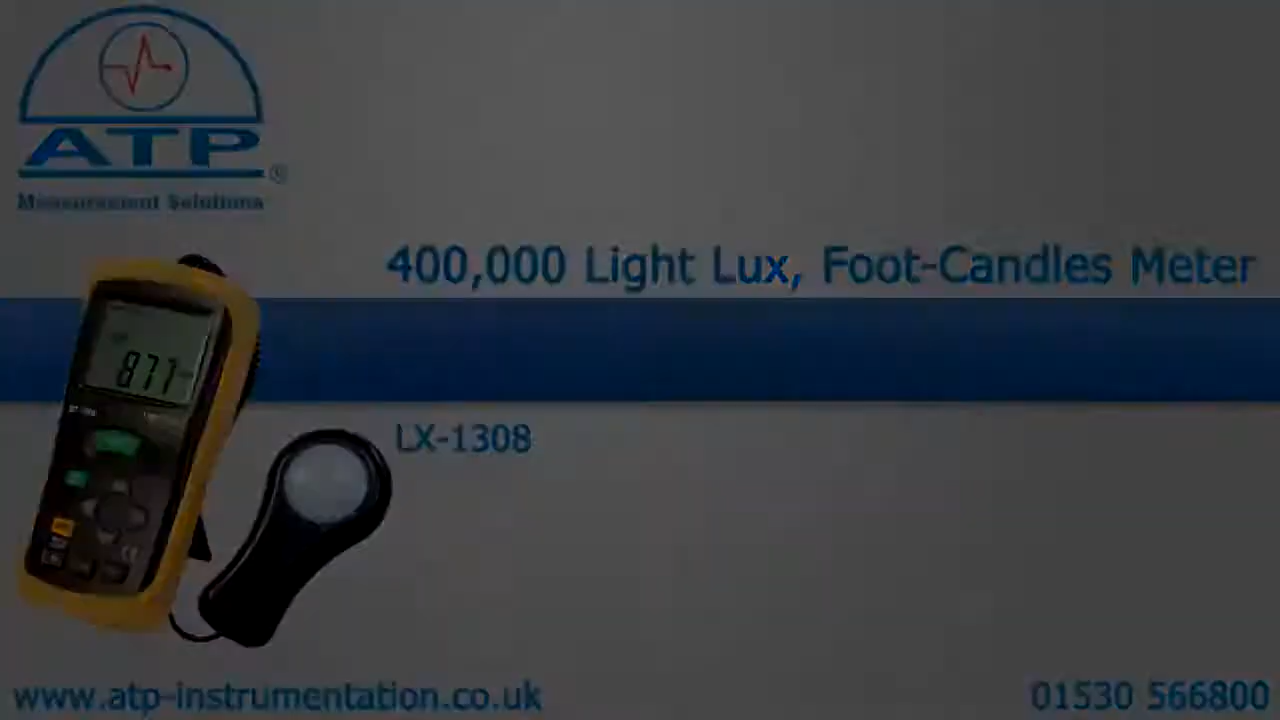 ATP
®
Measurement Solutions
400,000 Light Lux, Foot-Candles Meter
877
LX-1308
www.atp-instrumentation.co.uk
01530 566800